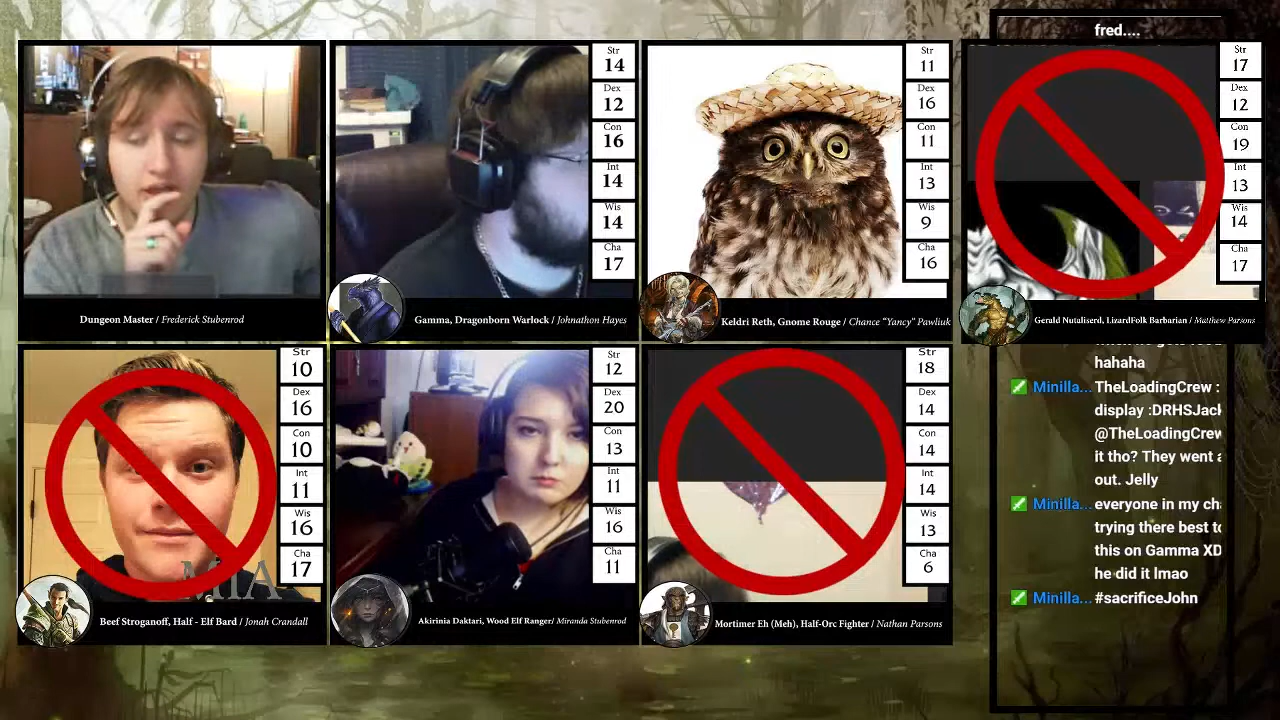 fred....
Str
14
Dex
12
Con
16
Int
14
Wis
14
Cha
17
Str
11
Dex
16
Con
11
Int
13
Wis
9
Cha
16
Str
17
Dex
12
Con
19
Int
13
Wis
14
Cha
17
Dungeon Master / Frederick Stubenrod
Gamma, Dragonborn Warlock / Johnathon Hayes
Keldri Reth, Gnome Rouge / Chance "Yancy" Pawliuk
Gerald Nutaliserd, LizardFolk Barbarian / Matthew Parsons
Str
10
Dex
16
Con
10
Int
11
Wis
16
Cha
17
MIA
Str
12
Dex
20
Con
13
Int
11
Wis
16
Cha
11
Str
18
Dex
14
Con
14
Int
14
Wis
13
Cha
6
Beef Stroganoff, Half - Elf Bard / Jonah Crandall
Akirinia Daktari, Wood Elf Ranger/ Miranda Stubenrod
Mortimer Eh (Meh), Half-Orc Fighter / Nathan Parsons
hahaha
Minilla... TheLoadingCrew :
display :DRHSJack
@TheLoadingCrew
it tho? They went a
out. Jelly
Minilla... everyone in my cha
trying there best to
this on Gamma XD
he did it lmao
Minilla... #sacrificeJohn